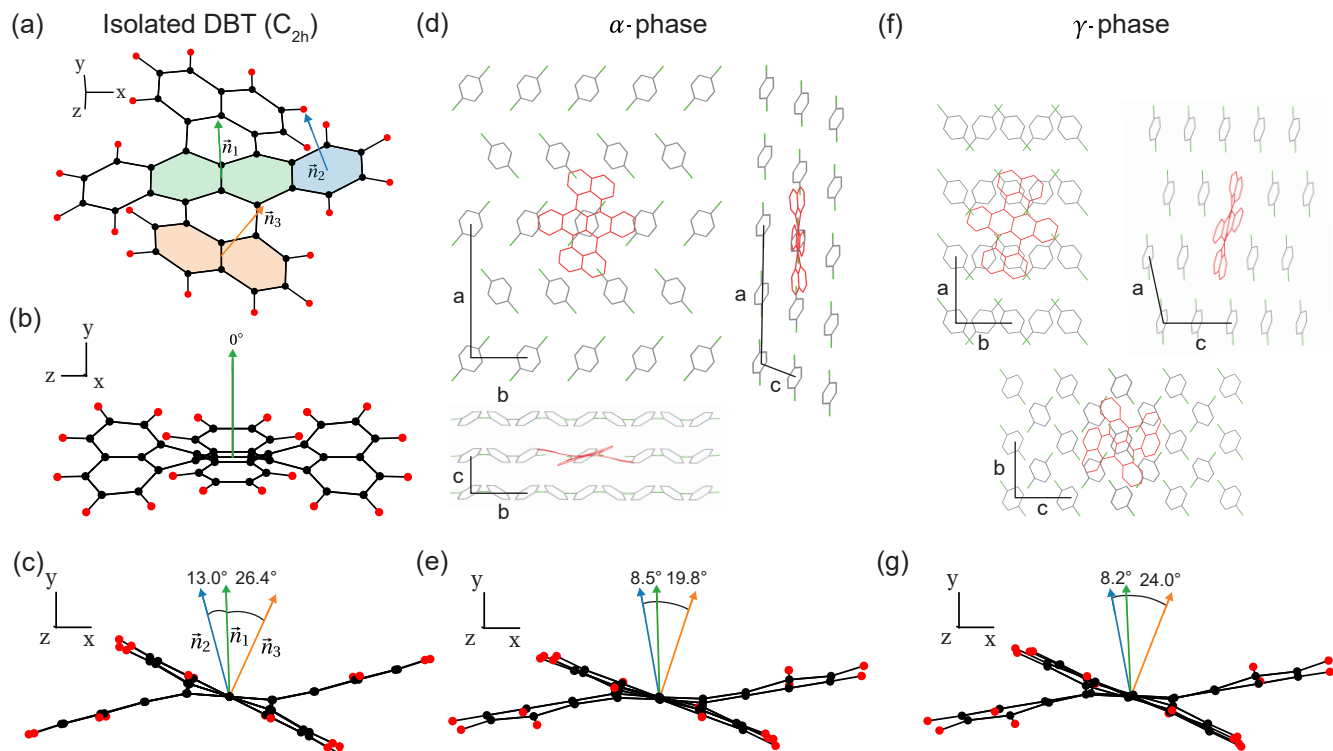 (a) Isolated DBT (C2h)
y
x
z
n⃗1
n⃗2
n⃗3
(b)
y
z
x
0°
(c)
y
z
x
13.0° 26.4°
n⃗2
n⃗1
n⃗3
(d) α-phase
a
b
a
c
c
b
(e)
y
z
x
8.5° 19.8°
(f) γ-phase
a
b
a
c
b
c
(g)
y
z
x
8.2° 24.0°